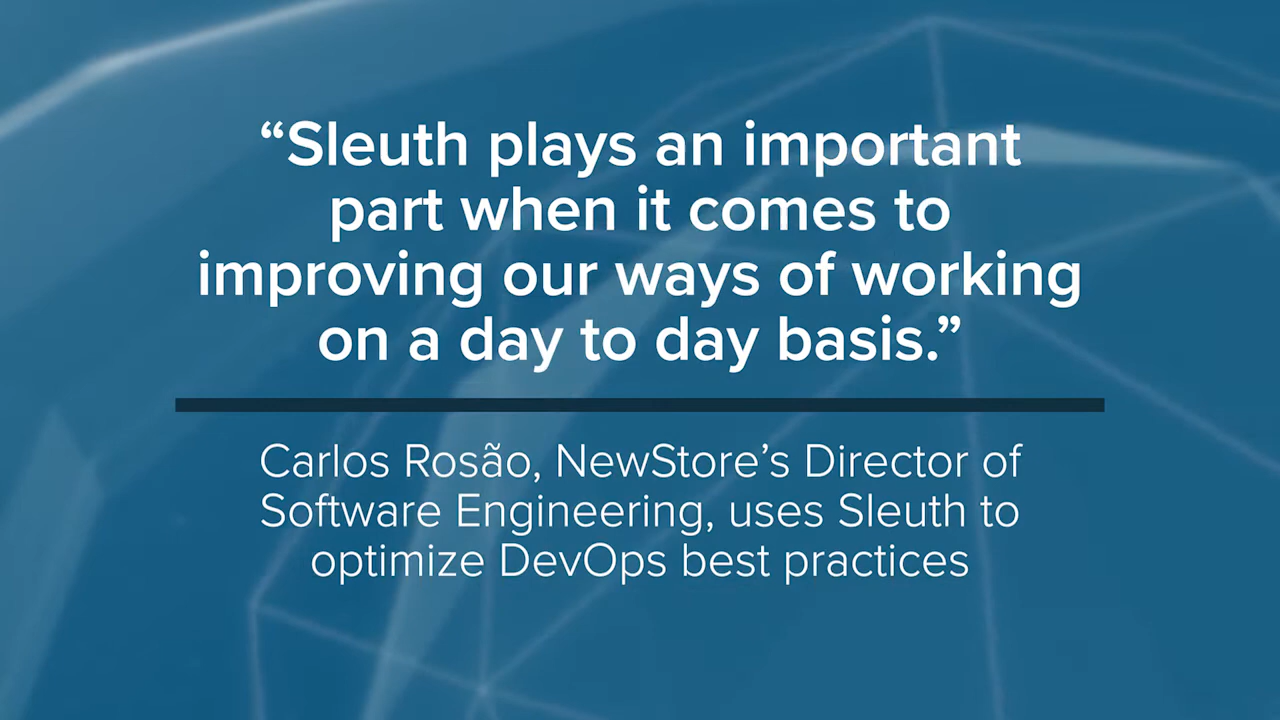 “Sleuth plays an important
part when it comes to
improving our ways of working
on a day to day basis.”
Carlos Rosão, NewStore’s Director of
Software Engineering, uses Sleuth to
optimize DevOps best practices